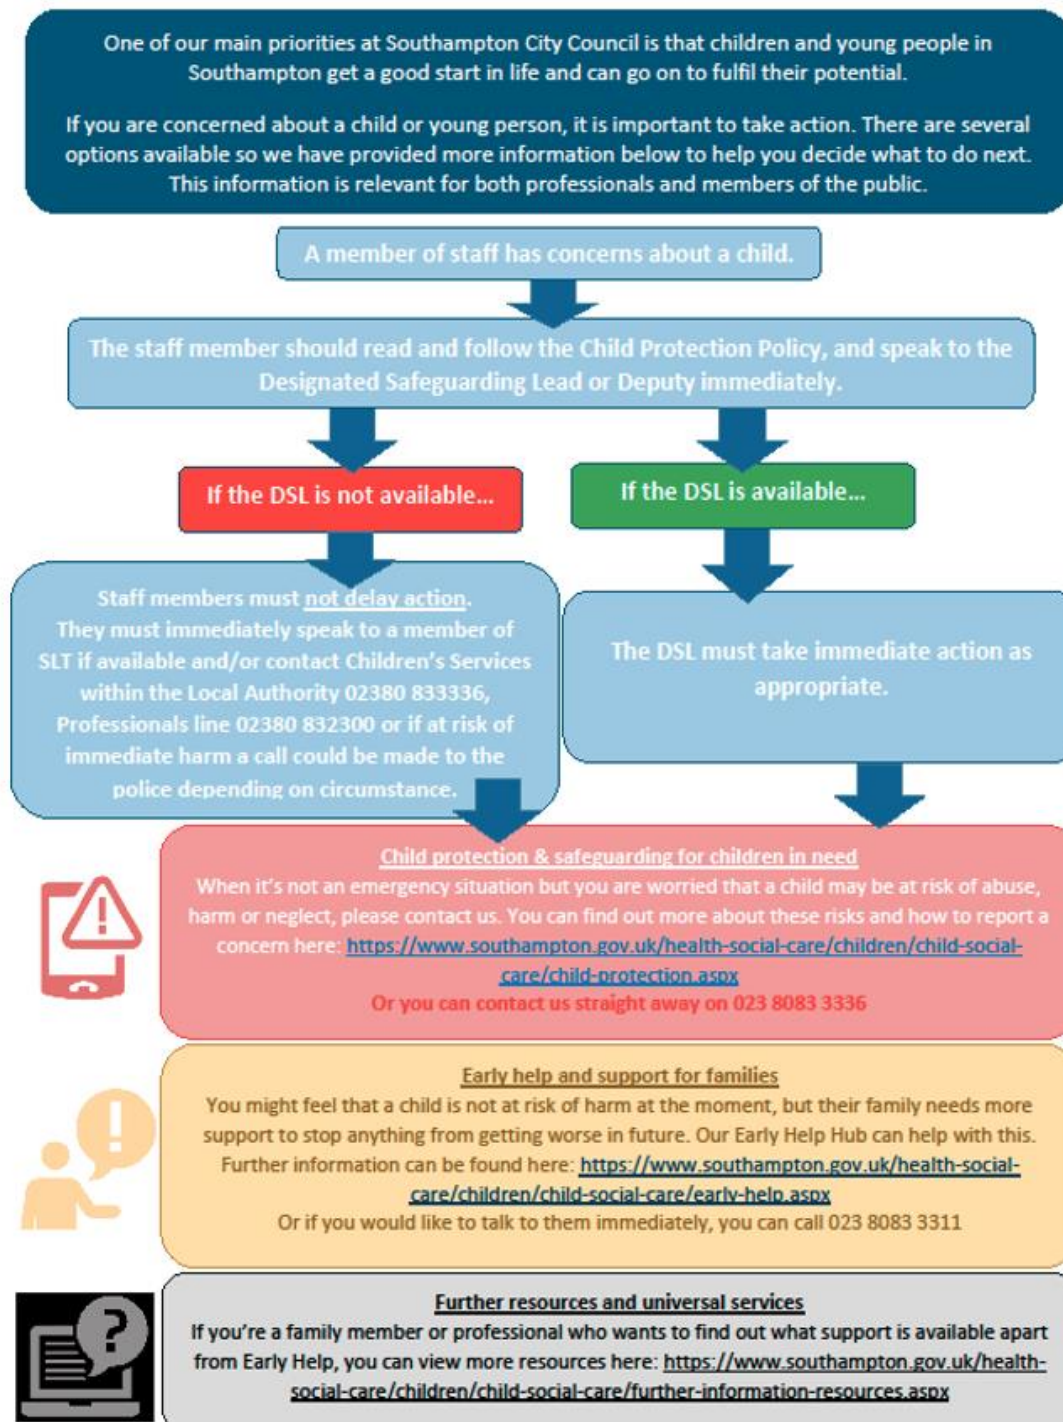 One of our main priorities at Southampton City Council is that children and young people in
Southampton get a good start in life and can go on to fulfil their potential.
If you are concerned about a child or young person, it is important to take action. There are several
options available so we have provided more information below to help you decide what to do next.
This information is relevant for both professionals and members of the public.
A member of staff has concerns about a child.
The staff member should read and follow the Child Protection Policy, and speak to the
Designated Safeguarding Lead or Deputy immediately.
If the DSL is not available...
If the DSL is available...
Staff members must not delay action.
They must immediately speak to a member of
SLT if available and/or contact Children's Services
within the Local Authority 02380 833336,
Professionals line 02380 832300 or if at risk of
immediate harm a call could be made to the
police depending on circumstance.
The DSL must take immediate action as
appropriate.
Child protection & safeguarding for children in need
When it's not an emergency situation but you are worried that a child may be at risk of abuse,
harm or neglect, please contact us. You can find out more about these risks and how to report a
concern here: https://www.southampton.gov.uk/health-social-care/children/child-social-
care/child-protection.aspx
Or you can contact us straight away on 023 8083 3336
Early help and support for families
You might feel that a child is not at risk of harm at the moment, but their family needs more
support to stop anything from getting worse in future. Our Early Help Hub can help with this.
Further information can be found here: https://www.southampton.gov.uk/health-social-
care/children/child-social-care/early-help.aspx
Or if you would like to talk to them immediately, you can call 023 8083 3311
Further resources and universal services
If you're a family member or professional who wants to find out what support is available apart
from Early Help, you can view more resources here: https://www.southampton.gov.uk/health-
social-care/children/child-social-care/further-information-resources.aspx